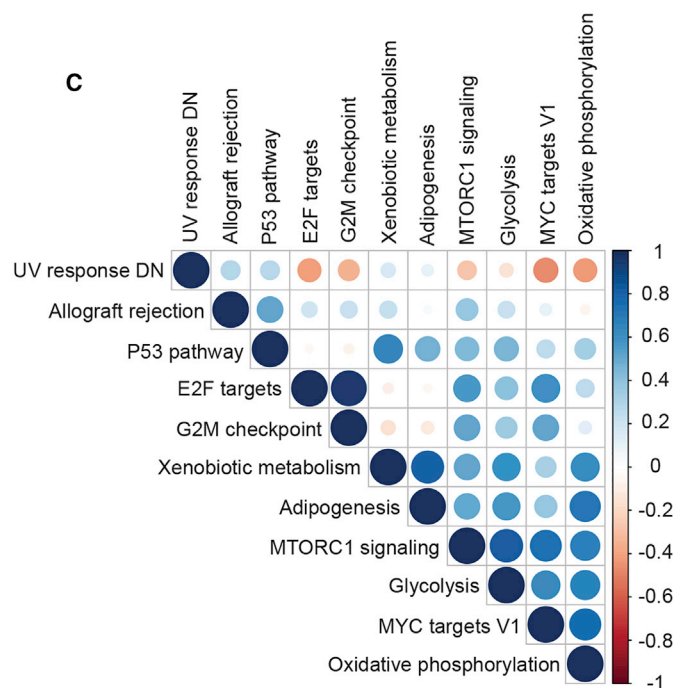 C
UV response DN
Allograft rejection
P53 pathway
E2F targets
G2M checkpoint
Xenobiotic metabolism
Adipogenesis
MTORC1 signaling
Glycolysis
MYC targets V1
Oxidative phosphorylation
UV response DN
Allograft rejection
P53 pathway
E2F targets
G2M checkpoint
Xenobiotic metabolism
Adipogenesis
MTORC1 signaling
Glycolysis
MYC targets V1
Oxidative phosphorylation
1
0.8
0.6
0.4
0.2
0
-0.2
-0.4
-0.6
-0.8
-1